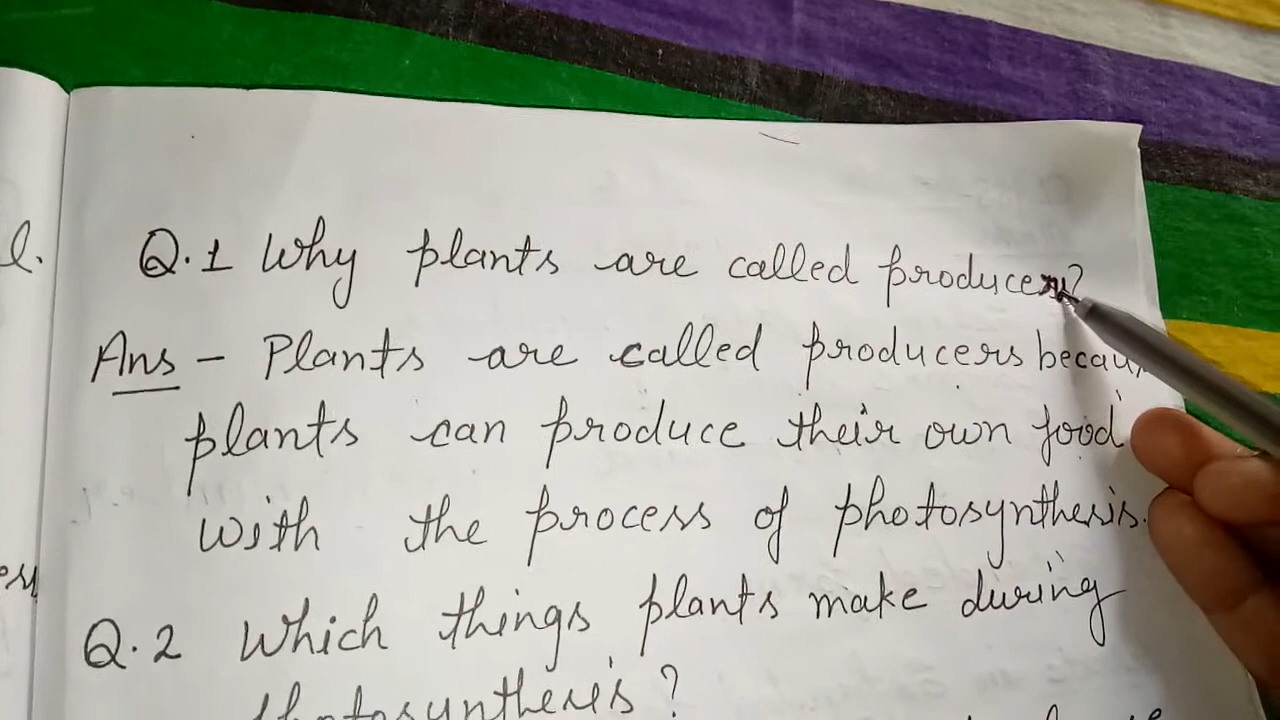 l.
Q.1 Why plants are called producers?
Ans - Plants are called producers because
plants can produce their own food
with the process of photosynthesis.
Q.2 Which things plants make during
photosynthesis?